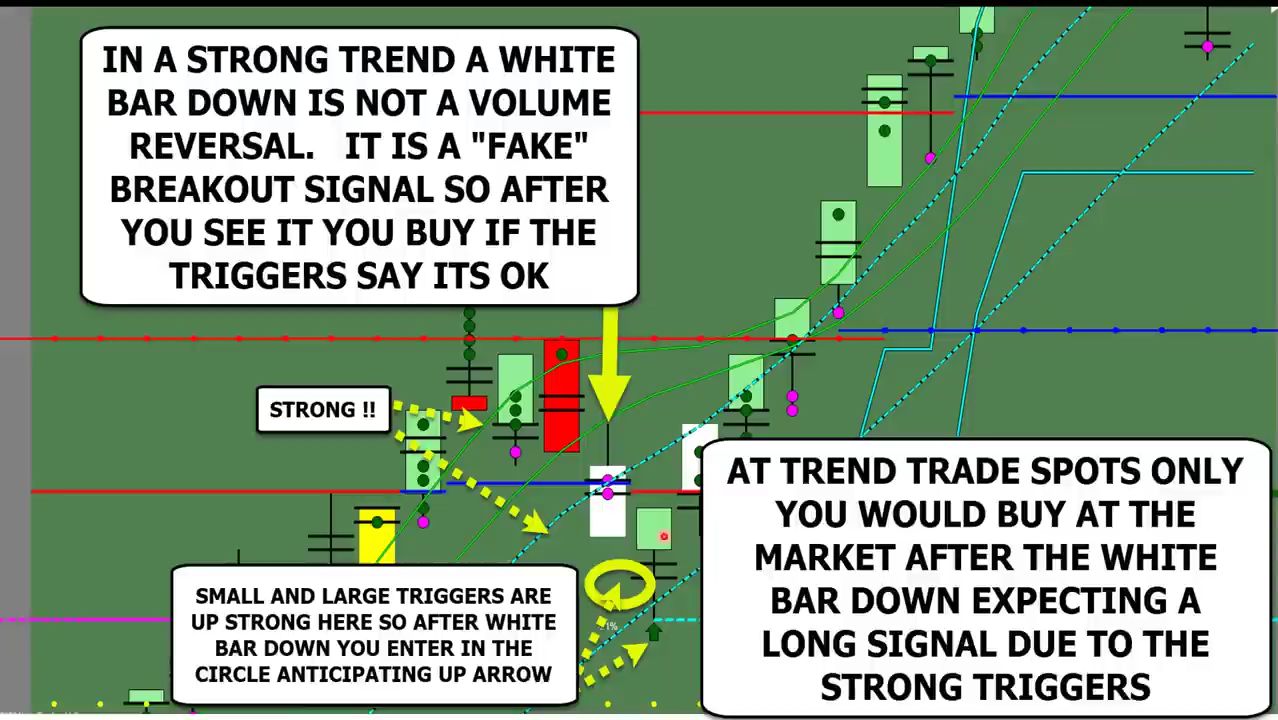 IN A STRONG TREND A WHITE
BAR DOWN IS NOT A VOLUME
REVERSAL. IT IS A "FAKE"
BREAKOUT SIGNAL SO AFTER
YOU SEE IT YOU BUY IF THE
TRIGGERS SAY ITS OK
STRONG !!
SMALL AND LARGE TRIGGERS ARE
UP STRONG HERE SO AFTER WHITE
BAR DOWN YOU ENTER IN THE
CIRCLE ANTICIPATING UP ARROW
AT TREND TRADE SPOTS ONLY
YOU WOULD BUY AT THE
MARKET AFTER THE WHITE
BAR DOWN EXPECTING A
LONG SIGNAL DUE TO THE
STRONG TRIGGERS